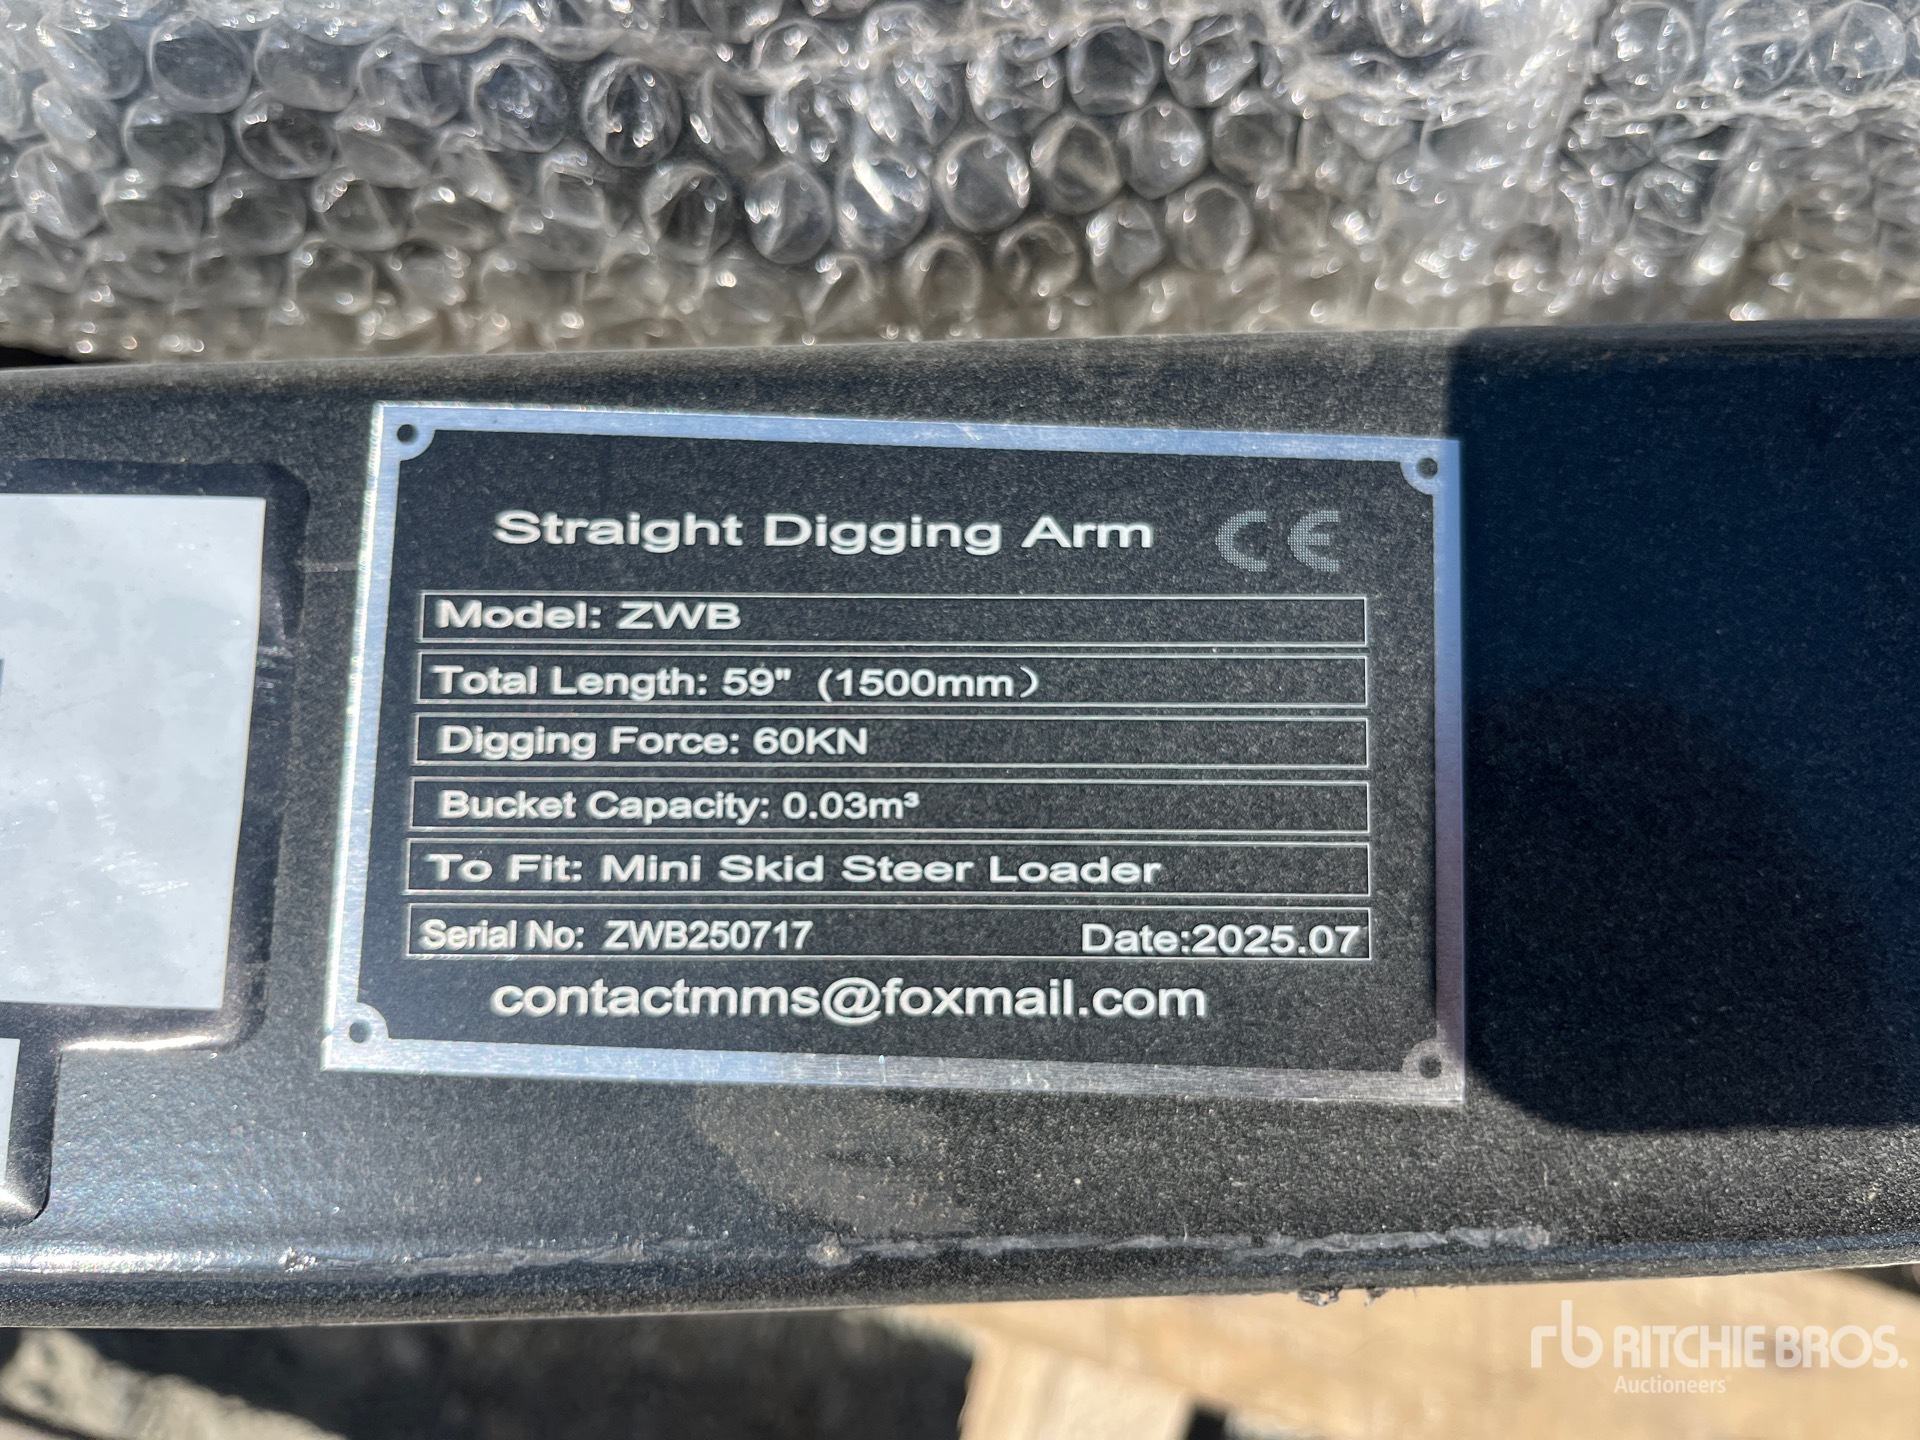 Straight Digging Arm CE
Model: ZWB
Total Length: 59" (1500mm）
Digging Force: 60KN
Bucket Capacity: 0.03m³
To Fit: Mini Skid Steer Loader
Serial No: ZWB250717 Date:2025.07
contactmms@foxmail.com
rb RITCHIE BROS.
Auctioneers